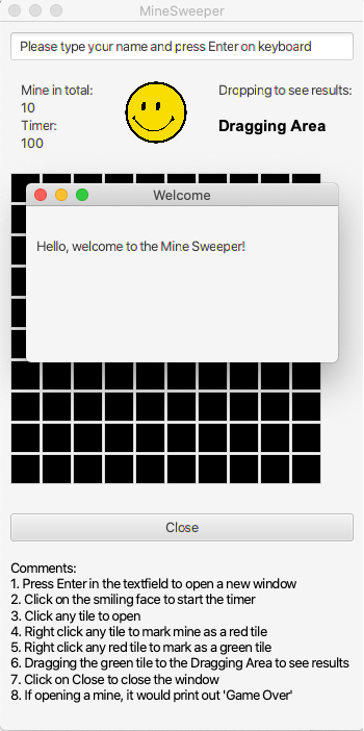 MineSweeper
Please type your name and press Enter on keyboard
Mine in total:
10
Timer:
100
Dropping to see results:
Dragging Area
Welcome
Hello, welcome to the Mine Sweeper!
Close
Comments:
1. Press Enter in the textfield to open a new window
2. Click on the smiling face to start the timer
3. Click any tile to open
4. Right click any tile to mark mine as a red tile
5. Right click any red tile to mark as a green tile
6. Dragging the green tile to the Dragging Area to see results
7. Click on Close to close the window
8. If opening a mine, it would print out 'Game Over'